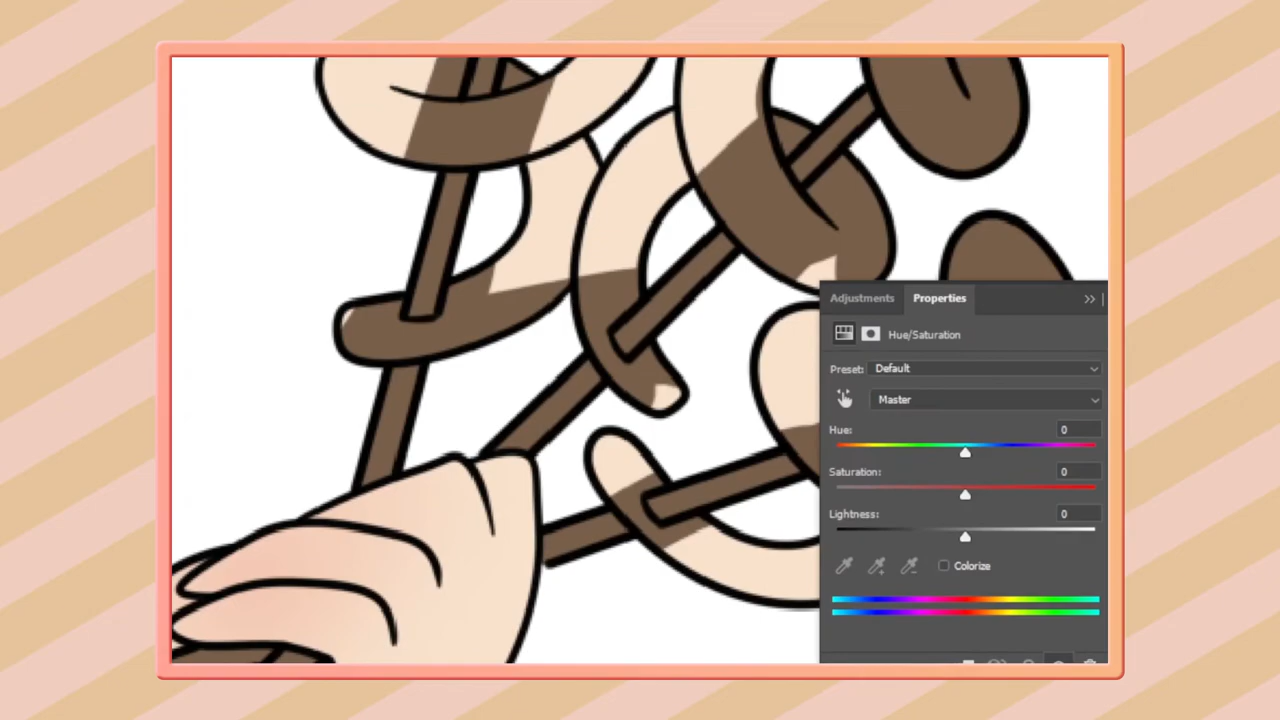 Adjustments Properties
Hue/Saturation
Preset: Default
Master
Hue: 0
Saturation: 0
Lightness: 0
Colorize